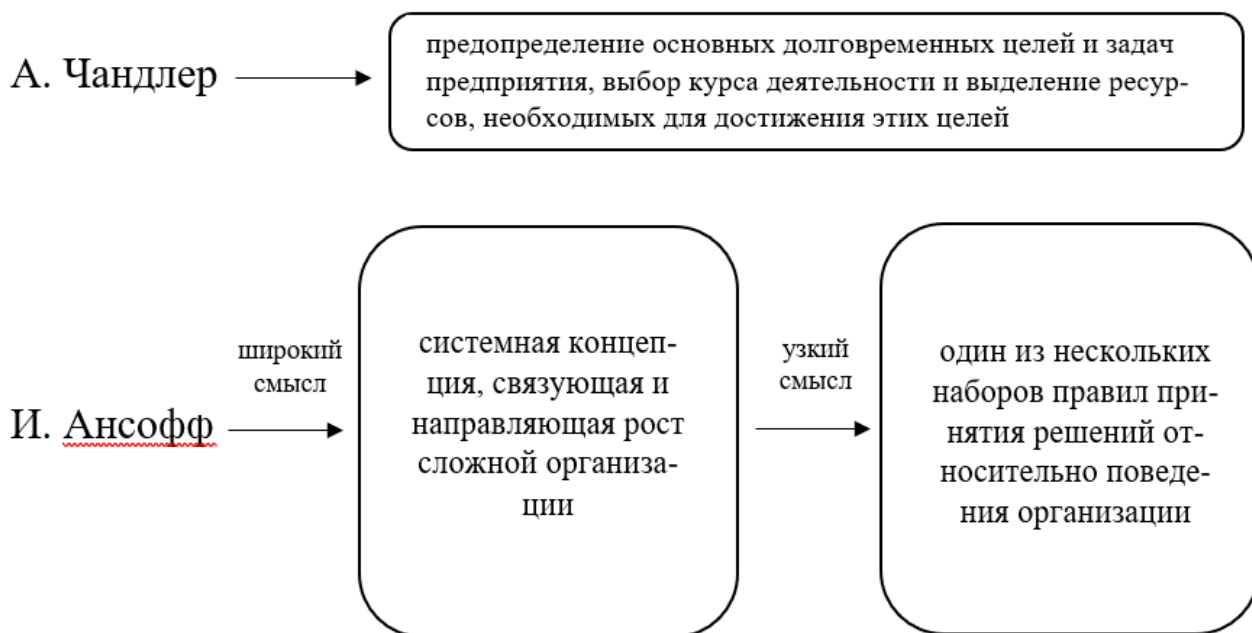 А. Чандлер
предопределение основных долговременных целей и задач
предприятия, выбор курса деятельности и выделение ресур-
сов, необходимых для достижения этих целей
И. Ансофф
широкий
смысл
системная концеп-
ция, связующая и
направляющая рост
сложной организа-
ции
узкий
смысл
один из нескольких
наборов правил при-
нятия решений от-
носительно поведе-
ния организации